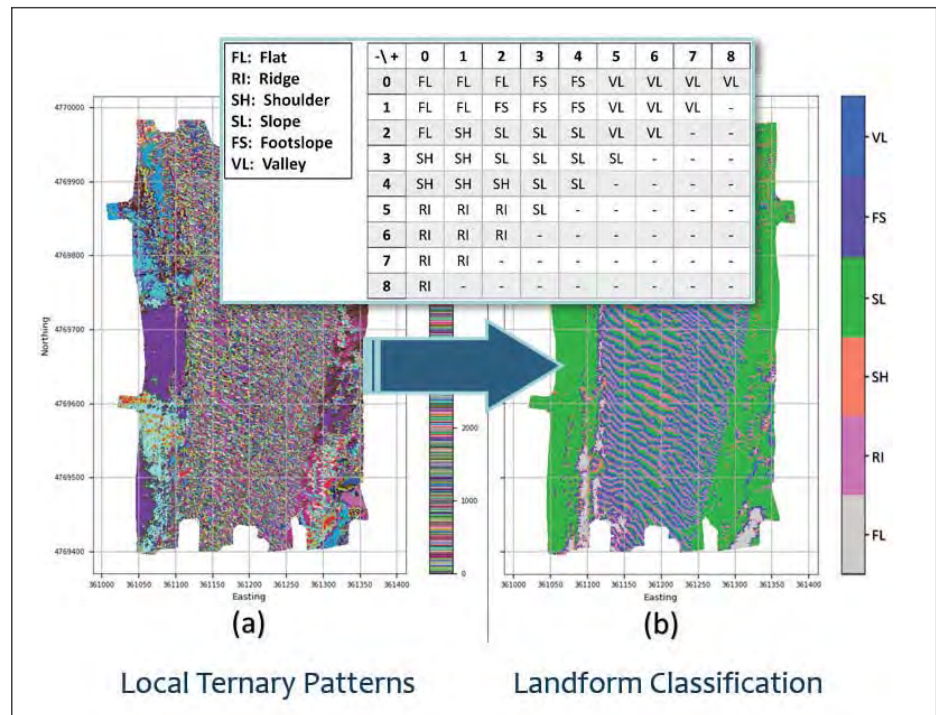 FL: Flat
RI: Ridge
SH: Shoulder
SL: Slope
FS: Footslope
VL: Valley
-\ + 0 1 2 3 4 5 6 7 8
0 FL FL FL FS FS VL VL VL VL
1 FL FL FS FS FS VL VL VL -
2 FL SH SL SL SL VL VL - -
3 SH SH SL SL SL SL - - -
4 SH SH SH SL SL - - - -
5 RI RI RI SL - - - - -
6 RI RI RI - - - - - -
7 RI RI - - - - - - -
8 RI - - - - - - - -
4770000
4769900
4769800
4769700
4769600
4769500
4769400
Northing
361000 361050 361100 361150 361200 361250 361300 361350 361400
Easting
2000
1000
0
361000 361050 361100 361150 361200 361250 361300 361350 361400
Easting
VL
FS
SL
SH
RI
FL
(a)
(b)
Local Ternary Patterns
Landform Classification